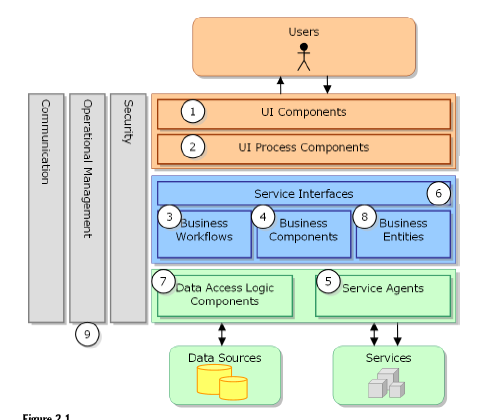 Users
Communication
Operational Management
Security
1 UI Components
2 UI Process Components
Service Interfaces 6
3 Business
Workflows
4 Business
Components
8 Business
Entities
7 Data Access Logic
Components
5 Service Agents
9
Data Sources
Services
Figure 2.1